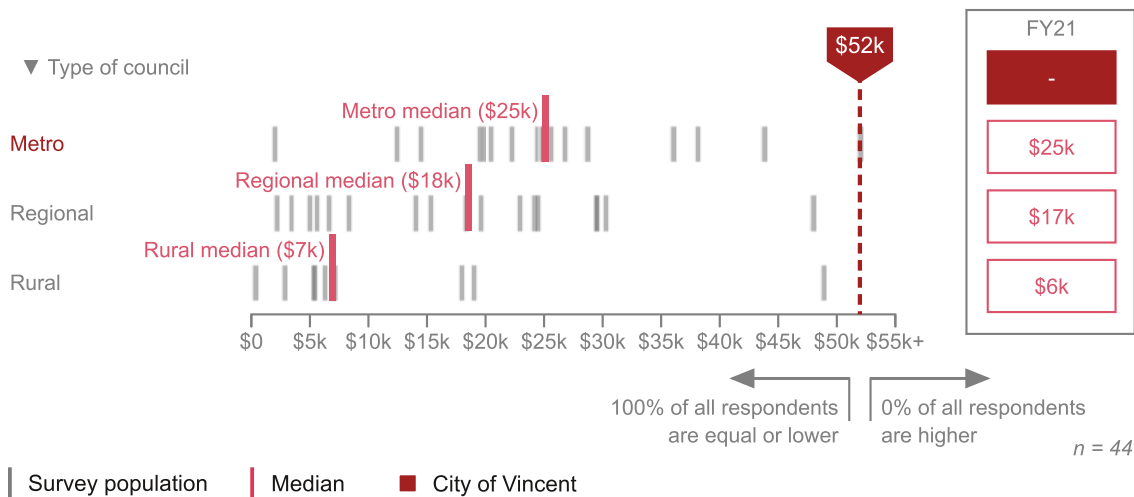 FY21
$52k
-
▼ Type of council
Metro median ($25k)
Metro
$25k
Regional median ($18k)
Regional
$17k
Rural median ($7k)
Rural
$6k
$0 $5k $10k $15k $20k $25k $30k $35k $40k $45k $50k $55k+
100% of all respondents
are equal or lower
0% of all respondents
are higher
n = 44
Survey population Median City of Vincent